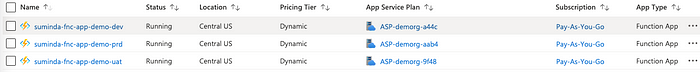 Name ↑↓ Status ↑↓ Location ↑↓ Pricing Tier ↑↓ App Service Plan ↑↓ Subscription ↑↓ App Type ↑↓
suminda-fnc-app-demo-dev Running Central US Dynamic ASP-demorg-a44c Pay-As-You-Go Function App ...
suminda-fnc-app-demo-prd Running Central US Dynamic ASP-demorg-aab4 Pay-As-You-Go Function App ...
suminda-fnc-app-demo-uat Running Central US Dynamic ASP-demorg-9f48 Pay-As-You-Go Function App ...